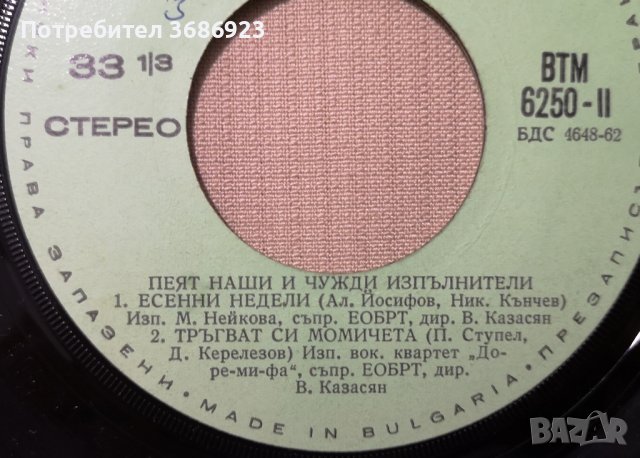 Потребител 3686923
3
33 1/3
СТЕРЕО
ВТМ
6250 - II
БДС 4648-62
ПЕЯТ НАШИ И ЧУЖДИ ИЗПЪЛНИТЕЛИ
1. ЕСЕННИ НЕДЕЛИ (Ал. Йосифов, Ник. Кънчев)
Изп. М. Нейкова, съпр. ЕОБРТ, дир. В. Казасян
2. ТРЪГВАТ СИ МОМИЧЕТА (П. Ступел,
Д. Керелезов) Изп. вок. квартет „До-
ре-ми-фа“, съпр. ЕОБРТ, дир.
В. Казасян
ПРАВА ЗАПАЗЕНИ • MADE IN BULGARIA • ПРЕЗАПИС
BAZAR